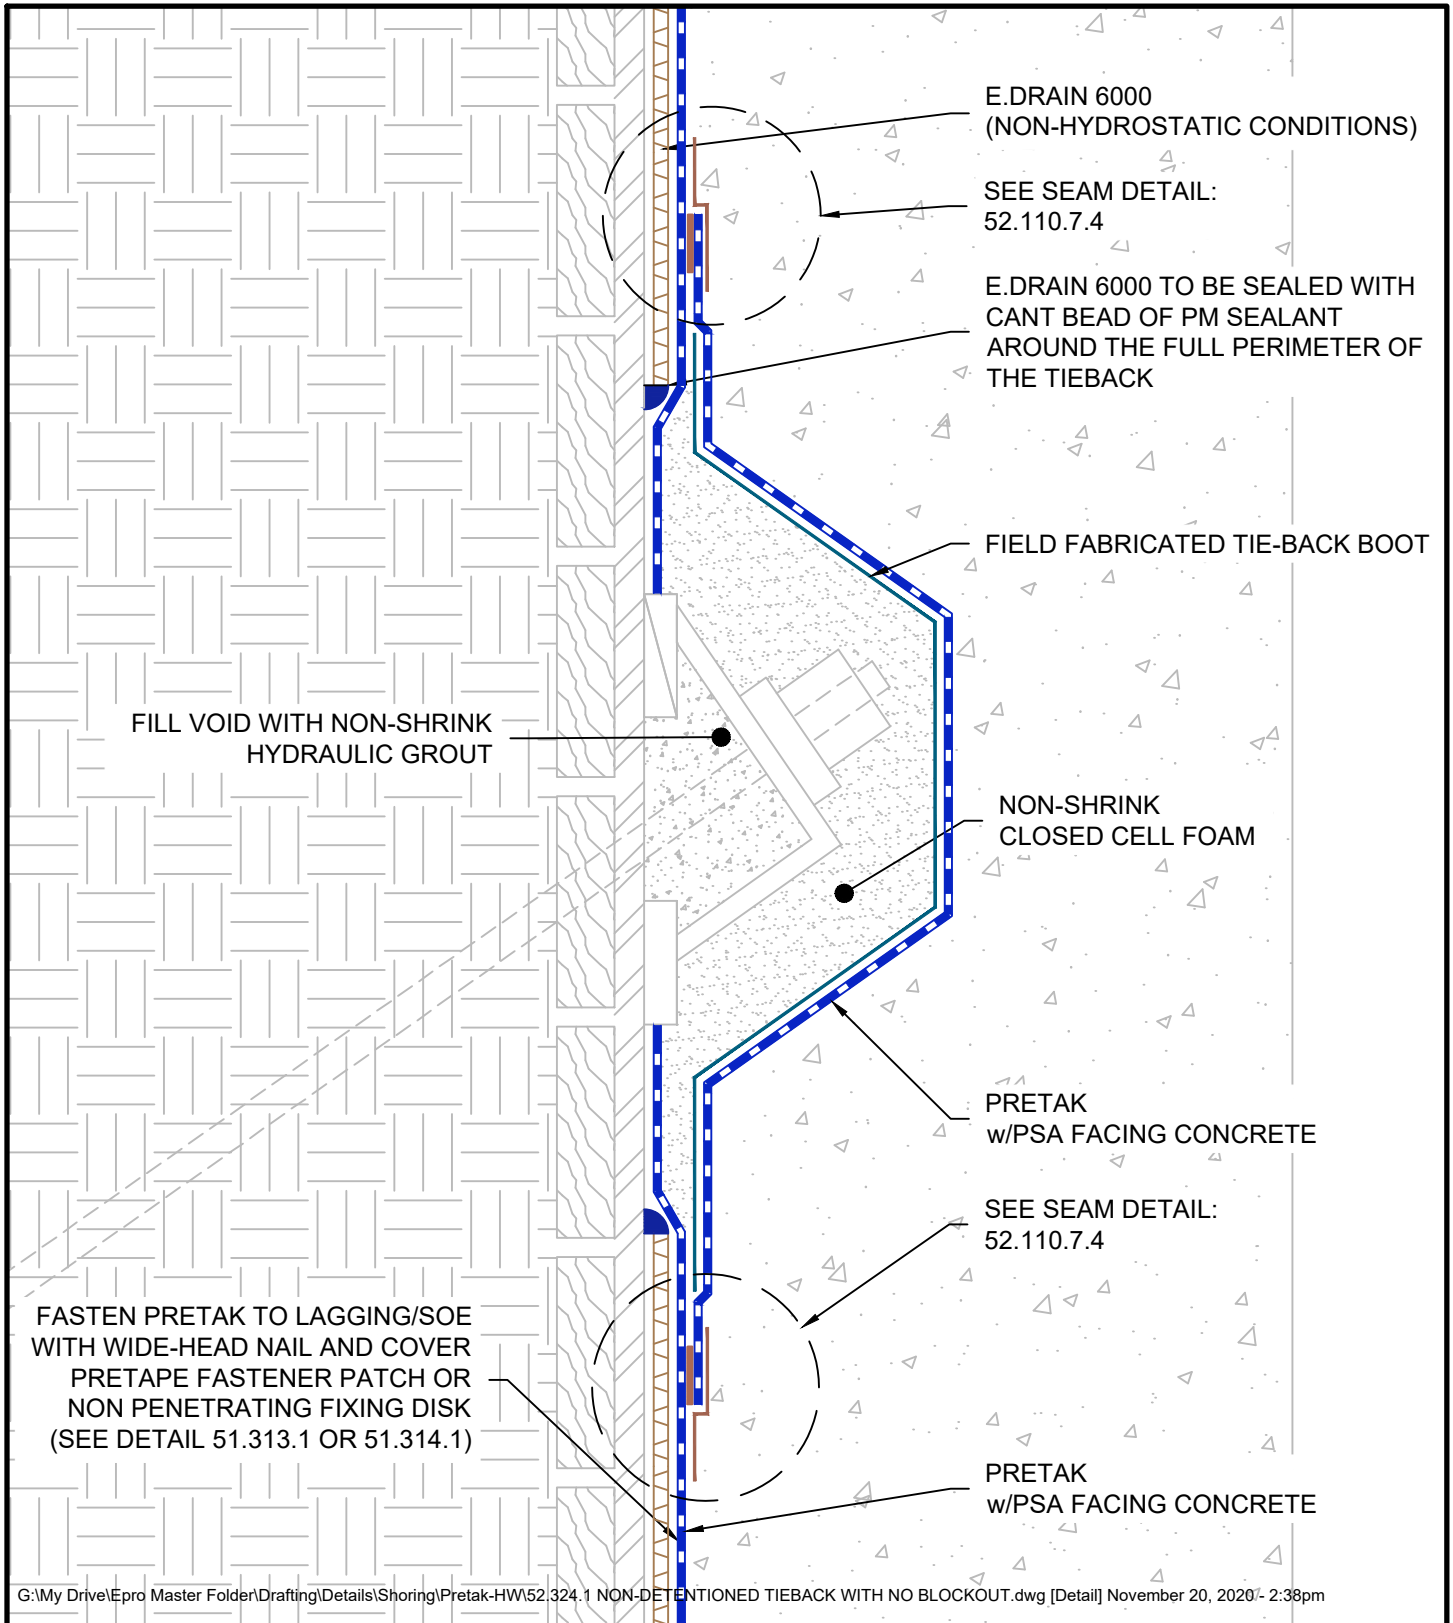 E.DRAIN 6000
(NON-HYDROSTATIC CONDITIONS)
SEE SEAM DETAIL:
52.110.7.4
E.DRAIN 6000 TO BE SEALED WITH
CANT BEAD OF PM SEALANT
AROUND THE FULL PERIMETER OF
THE TIEBACK
FIELD FABRICATED TIE-BACK BOOT
FILL VOID WITH NON-SHRINK
HYDRAULIC GROUT
NON-SHRINK
CLOSED CELL FOAM
PRETAK
w/PSA FACING CONCRETE
SEE SEAM DETAIL:
52.110.7.4
FASTEN PRETAK TO LAGGING/SOE
WITH WIDE-HEAD NAIL AND COVER
PRETAPE FASTENER PATCH OR
NON PENETRATING FIXING DISK
(SEE DETAIL 51.313.1 OR 51.314.1)
PRETAK
w/PSA FACING CONCRETE
G:\My Drive\Epro Master Folder\Drafting\Details\Shoring\Pretak-HW\52.324.1 NON-DETENTIONED TIEBACK WITH NO BLOCKOUT.dwg [Detail] November 20, 2020 - 2:38pm